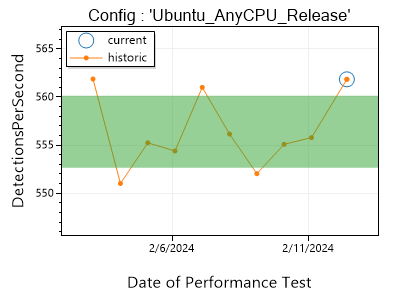 Config : 'Ubuntu_AnyCPU_Release'
current
historic
565
560
555
550
DetectionsPerSecond
2/6/2024
2/11/2024
Date of Performance Test